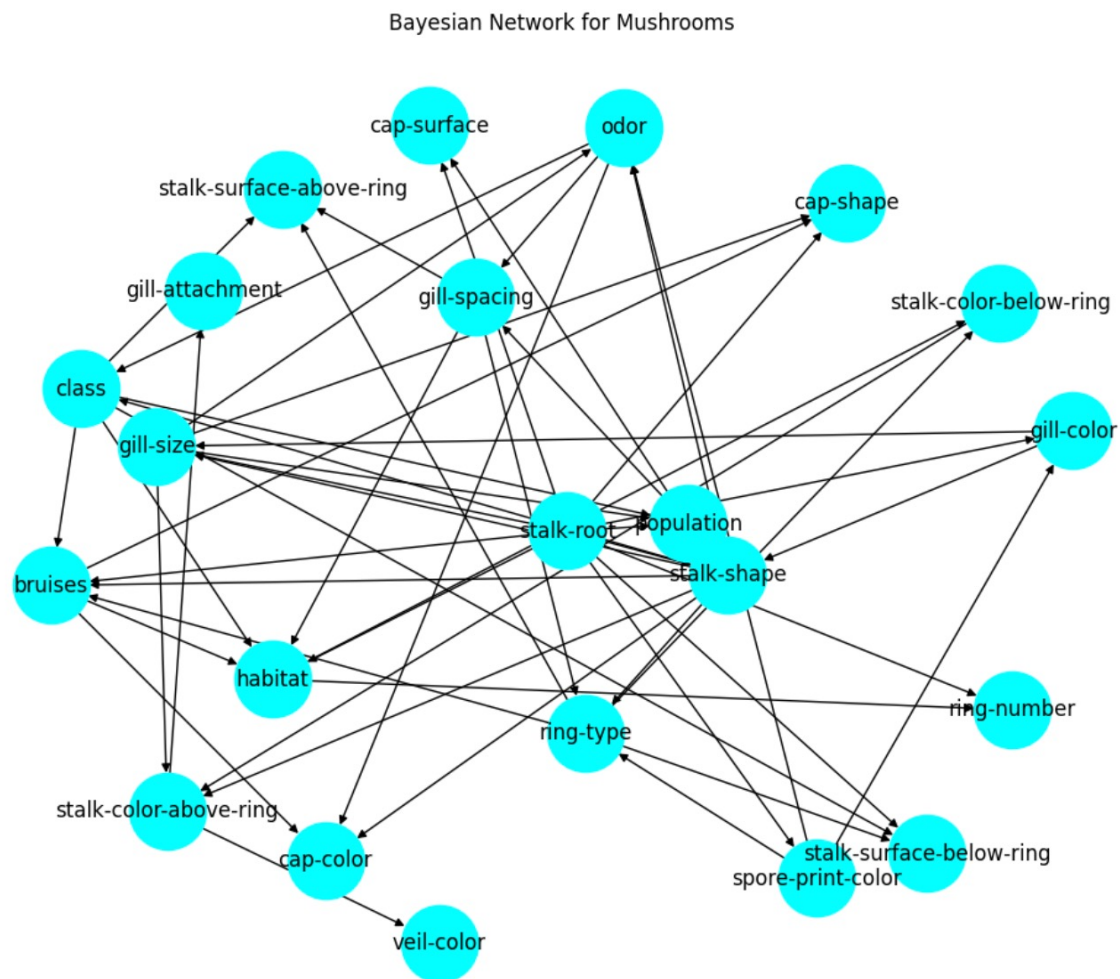 Bayesian Network for Mushrooms
cap-surface
odor
stalk-surface-above-ring
cap-shape
gill-attachment
gill-spacing
stalk-color-below-ring
class
gill-size
gill-color
stalk-root
population
stalk-shape
bruises
habitat
ring-number
ring-type
stalk-color-above-ring
cap-color
stalk-surface-below-ring
spore-print-color
veil-color